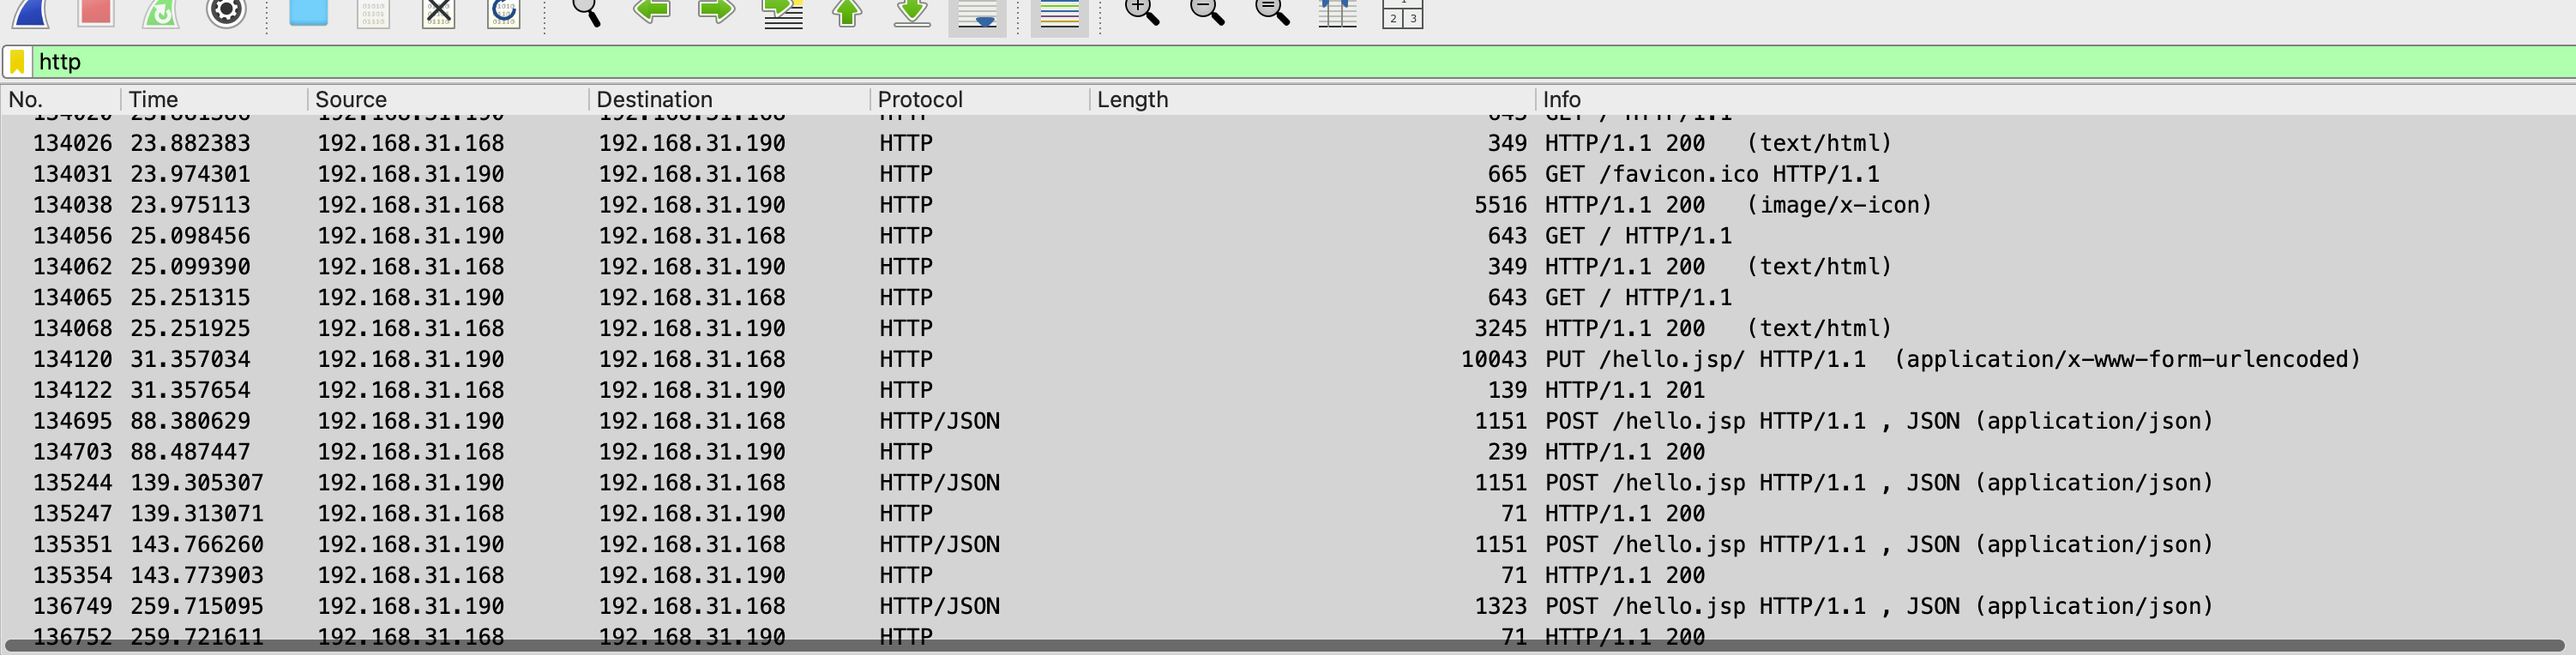 2 3
http
No. Time Source Destination Protocol Length Info
134026 23.882383 192.168.31.168 192.168.31.190 HTTP 349 HTTP/1.1 200 (text/html)
134031 23.974301 192.168.31.190 192.168.31.168 HTTP 665 GET /favicon.ico HTTP/1.1
134038 23.975113 192.168.31.168 192.168.31.190 HTTP 5516 HTTP/1.1 200 (image/x-icon)
134056 25.098456 192.168.31.190 192.168.31.168 HTTP 643 GET / HTTP/1.1
134062 25.099390 192.168.31.168 192.168.31.190 HTTP 349 HTTP/1.1 200 (text/html)
134065 25.251315 192.168.31.190 192.168.31.168 HTTP 643 GET / HTTP/1.1
134068 25.251925 192.168.31.168 192.168.31.190 HTTP 3245 HTTP/1.1 200 (text/html)
134120 31.357034 192.168.31.190 192.168.31.168 HTTP 10043 PUT /hello.jsp/ HTTP/1.1 (application/x-www-form-urlencoded)
134122 31.357654 192.168.31.168 192.168.31.190 HTTP 139 HTTP/1.1 201
134695 88.380629 192.168.31.190 192.168.31.168 HTTP/JSON 1151 POST /hello.jsp HTTP/1.1 , JSON (application/json)
134703 88.487447 192.168.31.168 192.168.31.190 HTTP 239 HTTP/1.1 200
135244 139.305307 192.168.31.190 192.168.31.168 HTTP/JSON 1151 POST /hello.jsp HTTP/1.1 , JSON (application/json)
135247 139.313071 192.168.31.168 192.168.31.190 HTTP 71 HTTP/1.1 200
135351 143.766260 192.168.31.190 192.168.31.168 HTTP/JSON 1151 POST /hello.jsp HTTP/1.1 , JSON (application/json)
135354 143.773903 192.168.31.168 192.168.31.190 HTTP 71 HTTP/1.1 200
136749 259.715095 192.168.31.190 192.168.31.168 HTTP/JSON 1323 POST /hello.jsp HTTP/1.1 , JSON (application/json)
136752 259.721611 192.168.31.168 192.168.31.190 HTTP 71 HTTP/1.1 200